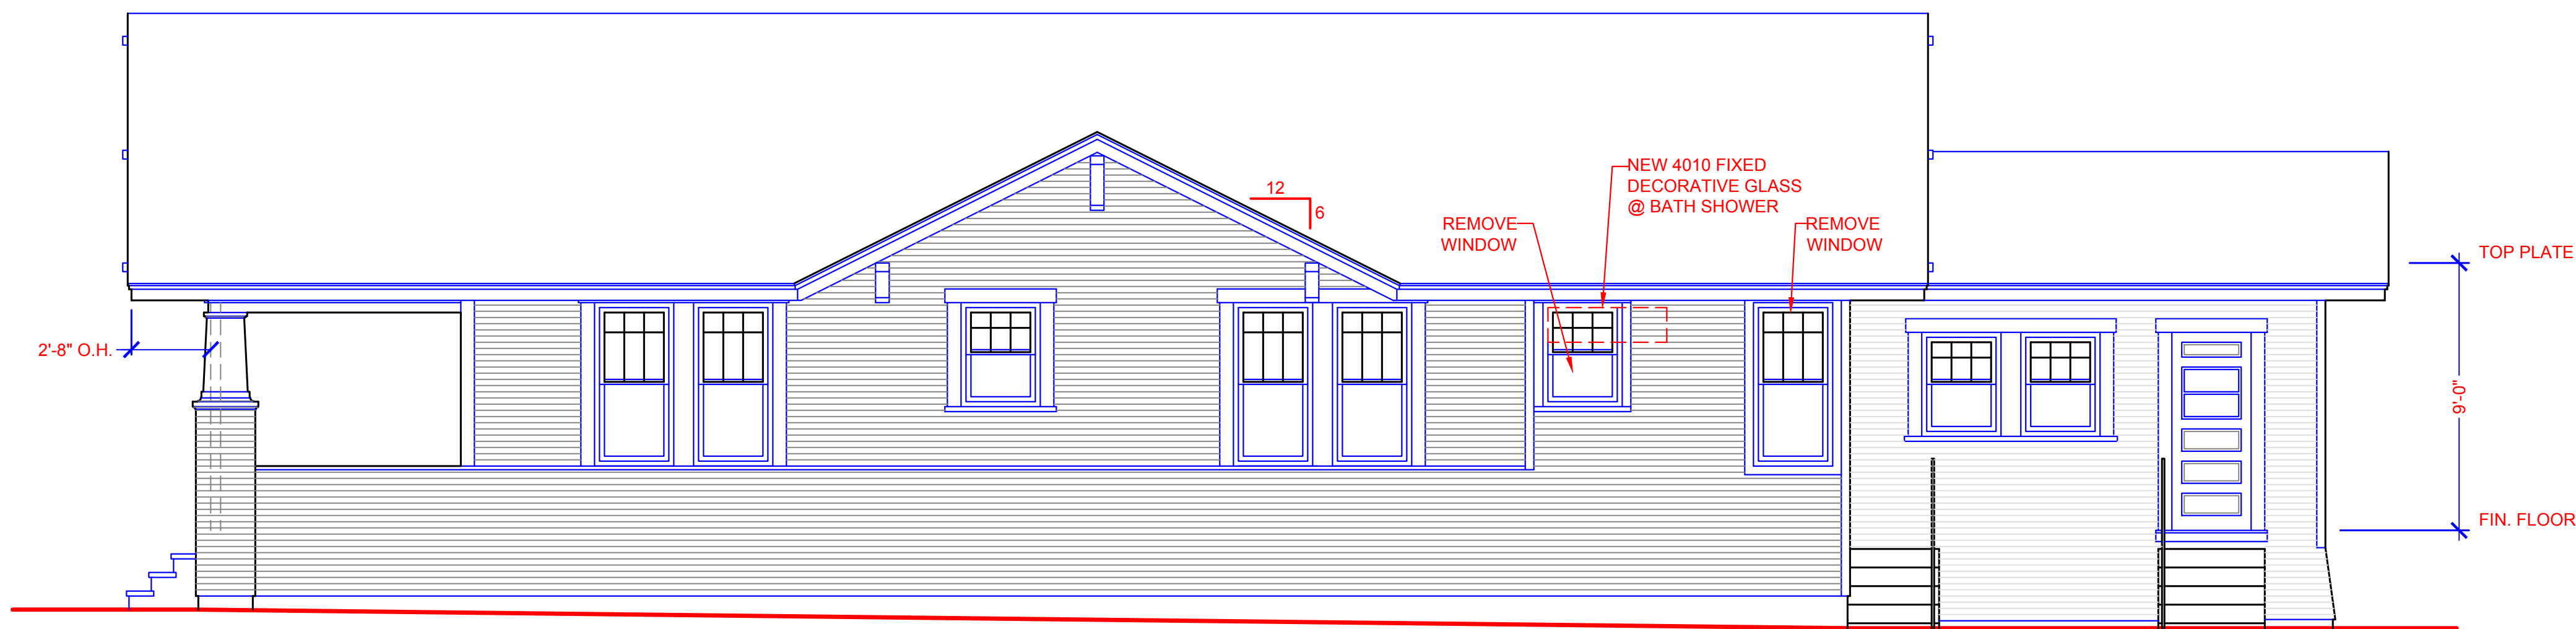 NEW 4010 FIXED
DECORATIVE GLASS
@ BATH SHOWER
12
6
REMOVE
WINDOW
REMOVE
WINDOW
TOP PLATE
2'-8" O.H.
9'-0"
FIN. FLOOR